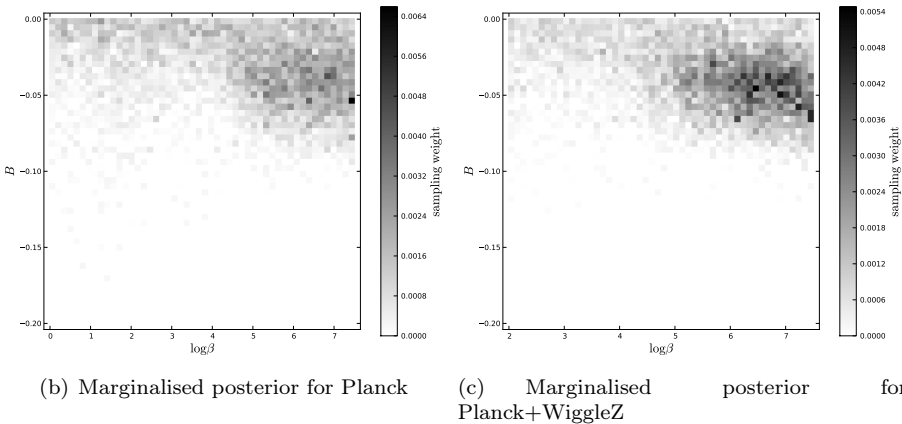 0.00
−0.05
−0.10
−0.15
−0.20
B
0 1 2 3 4 5 6 7
logβ
0.0064
0.0056
0.0048
0.0040
0.0032
0.0024
0.0016
0.0008
0.0000
sampling weight
(b) Marginalised posterior for Planck
0.00
−0.05
−0.10
−0.15
−0.20
B
2 3 4 5 6 7
logβ
0.0054
0.0048
0.0042
0.0036
0.0030
0.0024
0.0018
0.0012
0.0006
0.0000
sampling weight
(c) Marginalised posterior for
Planck+WiggleZ